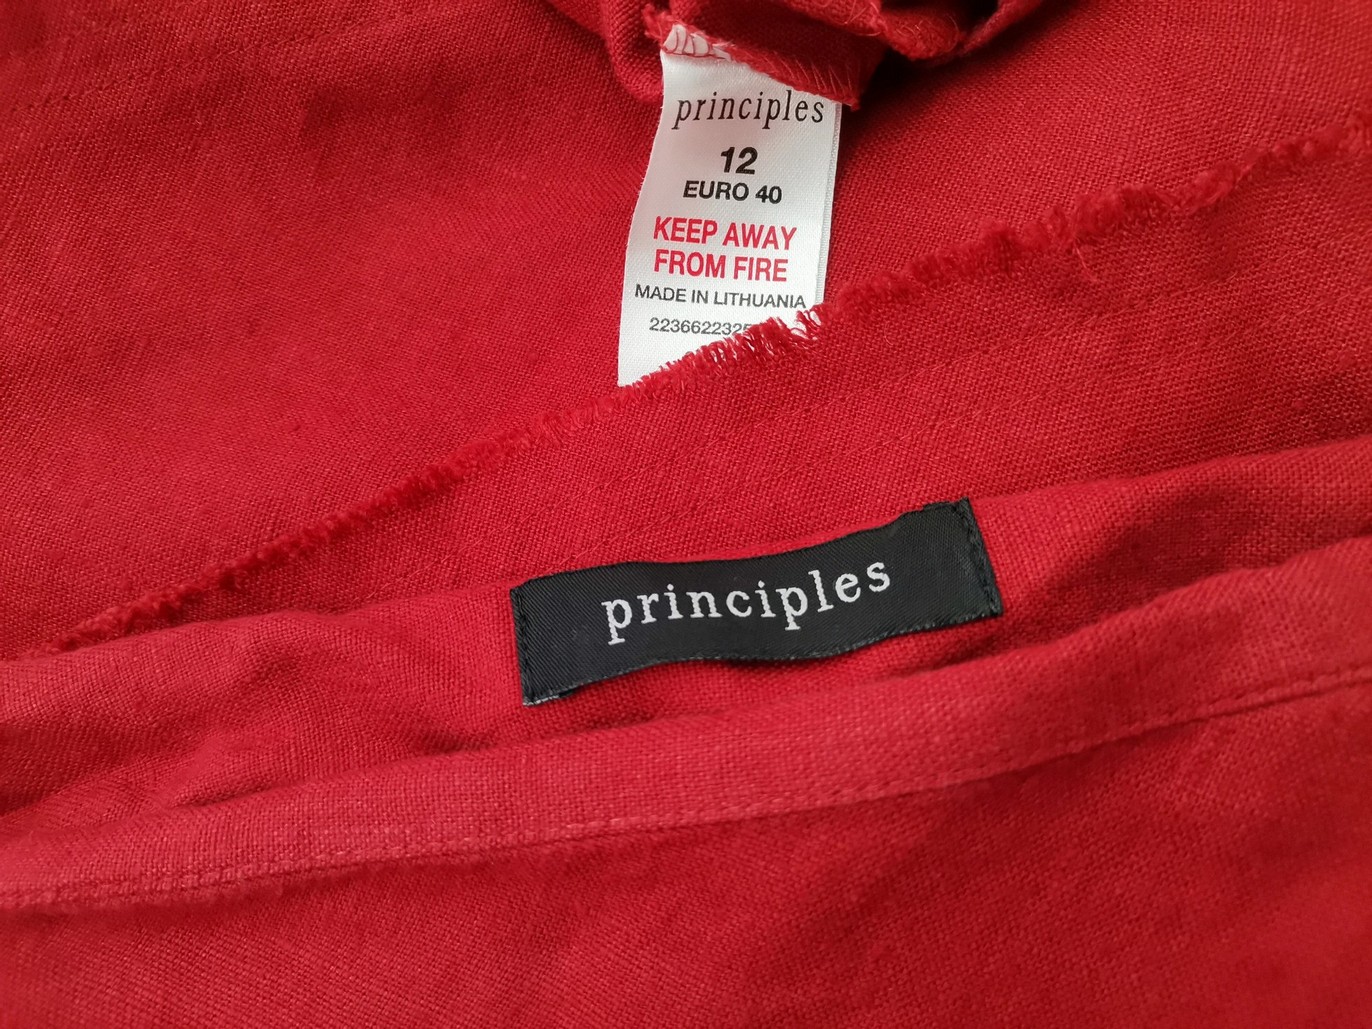 principles
12
EURO 40
KEEP AWAY
FROM FIRE
MADE IN LITHUANIA
principles